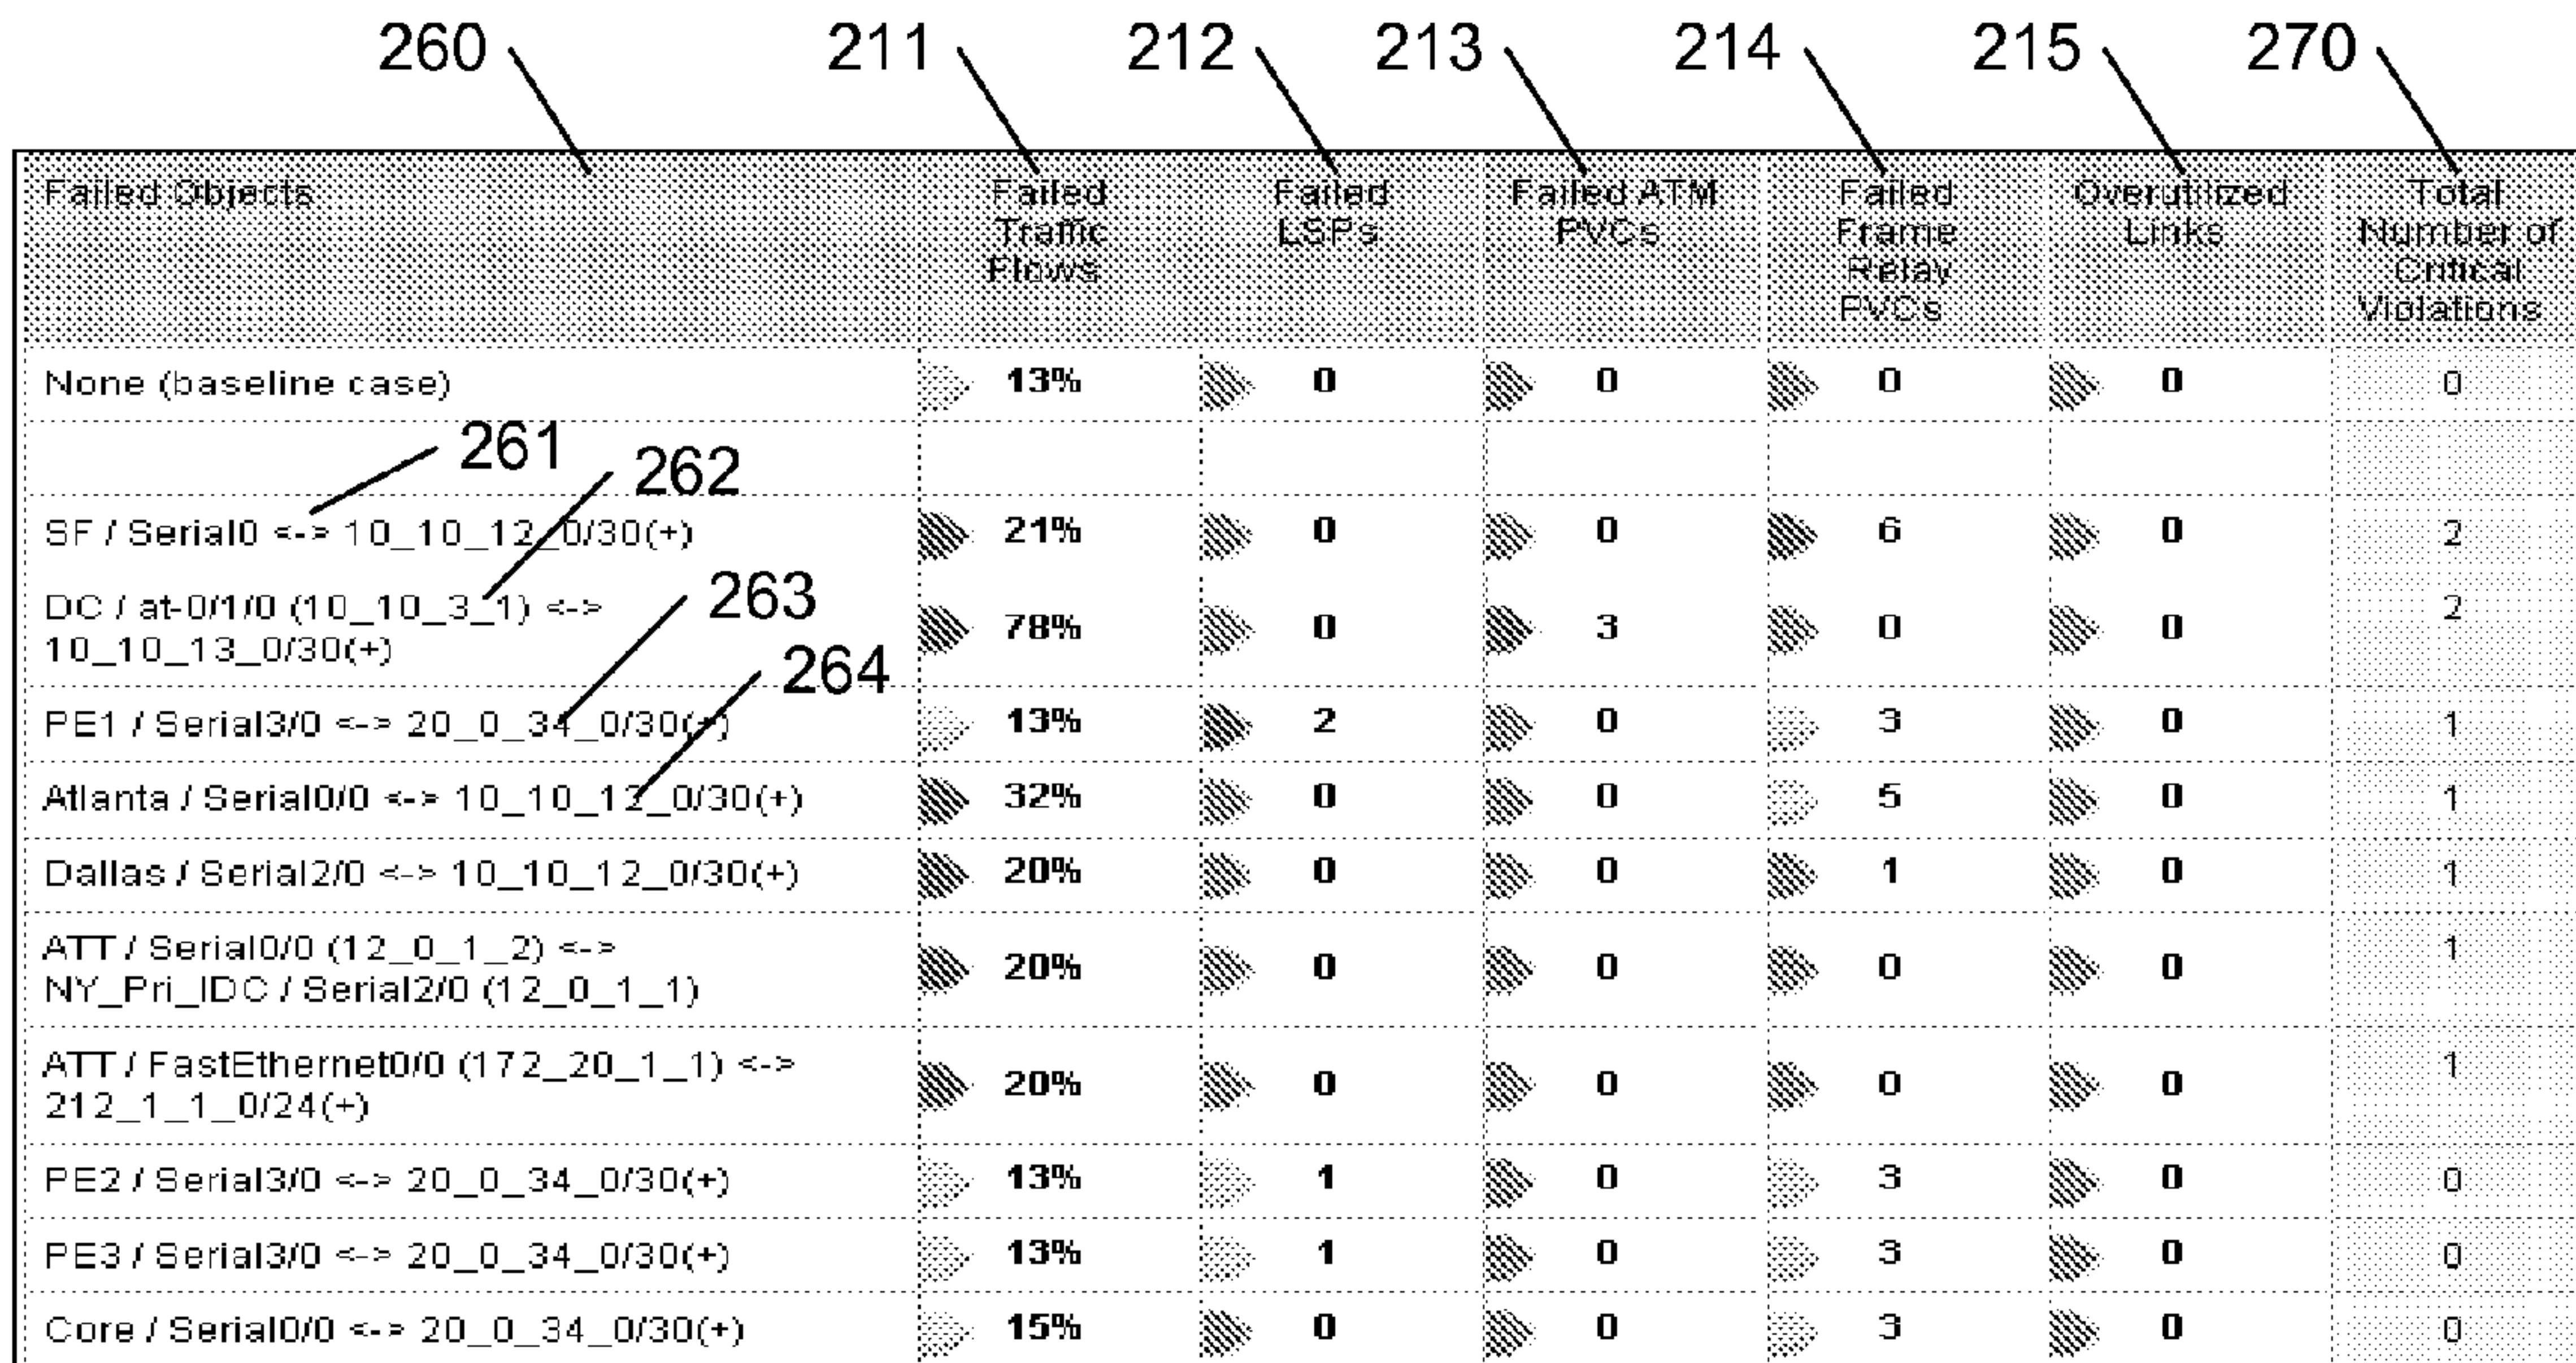 260 211 212 213 214 215 270
Failed Objects Failed Traffic Flows Failed LSPs Failed ATM PVCs Failed Frame Relay PVCs Overutilized Links Total Number of Critical Violations
None (baseline case) 13% 0 0 0 0 0
261
262
SF / Serial0 <-> 10_10_12_0/30(+) 21% 0 0 6 0 2
263
DC / at-0/1/0 (10_10_3_1) <->
10_10_13_0/30(+) 78% 0 3 0 0 2
264
PE1 / Serial3/0 <-> 20_0_34_0/30(+) 13% 2 0 3 0 1
Atlanta / Serial0/0 <-> 10_10_12_0/30(+) 32% 0 0 5 0 1
Dallas / Serial2/0 <-> 10_10_12_0/30(+) 20% 0 0 1 0 1
ATT / Serial0/0 (12_0_1_2) <->
NY_Pri_IDC / Serial2/0 (12_0_1_1) 20% 0 0 0 0 1
ATT / FastEthernet0/0 (172_20_1_1) <->
212_1_1_0/24(+) 20% 0 0 0 0 1
PE2 / Serial3/0 <-> 20_0_34_0/30(+) 13% 1 0 3 0 0
PE3 / Serial3/0 <-> 20_0_34_0/30(+) 13% 1 0 3 0 0
Core / Serial0/0 <-> 20_0_34_0/30(+) 15% 0 0 3 0 0